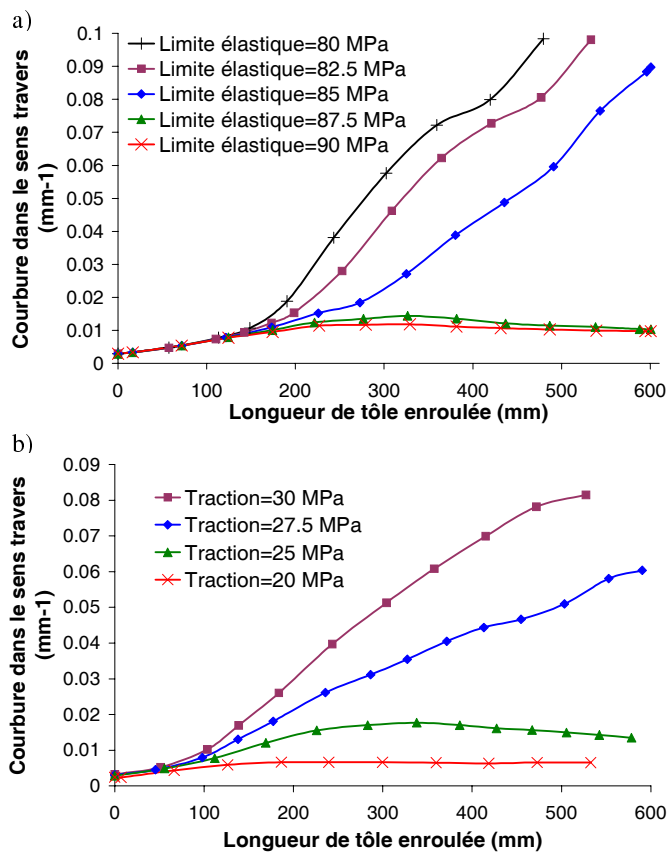 a)
Courbure dans le sens travers
(mm-1)
0.1
0.09
0.08
0.07
0.06
0.05
0.04
0.03
0.02
0.01
0
Limite élastique=80 MPa
Limite élastique=82.5 MPa
Limite élastique=85 MPa
Limite élastique=87.5 MPa
Limite élastique=90 MPa
0 100 200 300 400 500 600
Longueur de tôle enroulée (mm)
b)
Courbure dans le sens travers
(mm-1)
0.09
0.08
0.07
0.06
0.05
0.04
0.03
0.02
0.01
0
Traction=30 MPa
Traction=27.5 MPa
Traction=25 MPa
Traction=20 MPa
0 100 200 300 400 500 600
Longueur de tôle enroulée (mm)